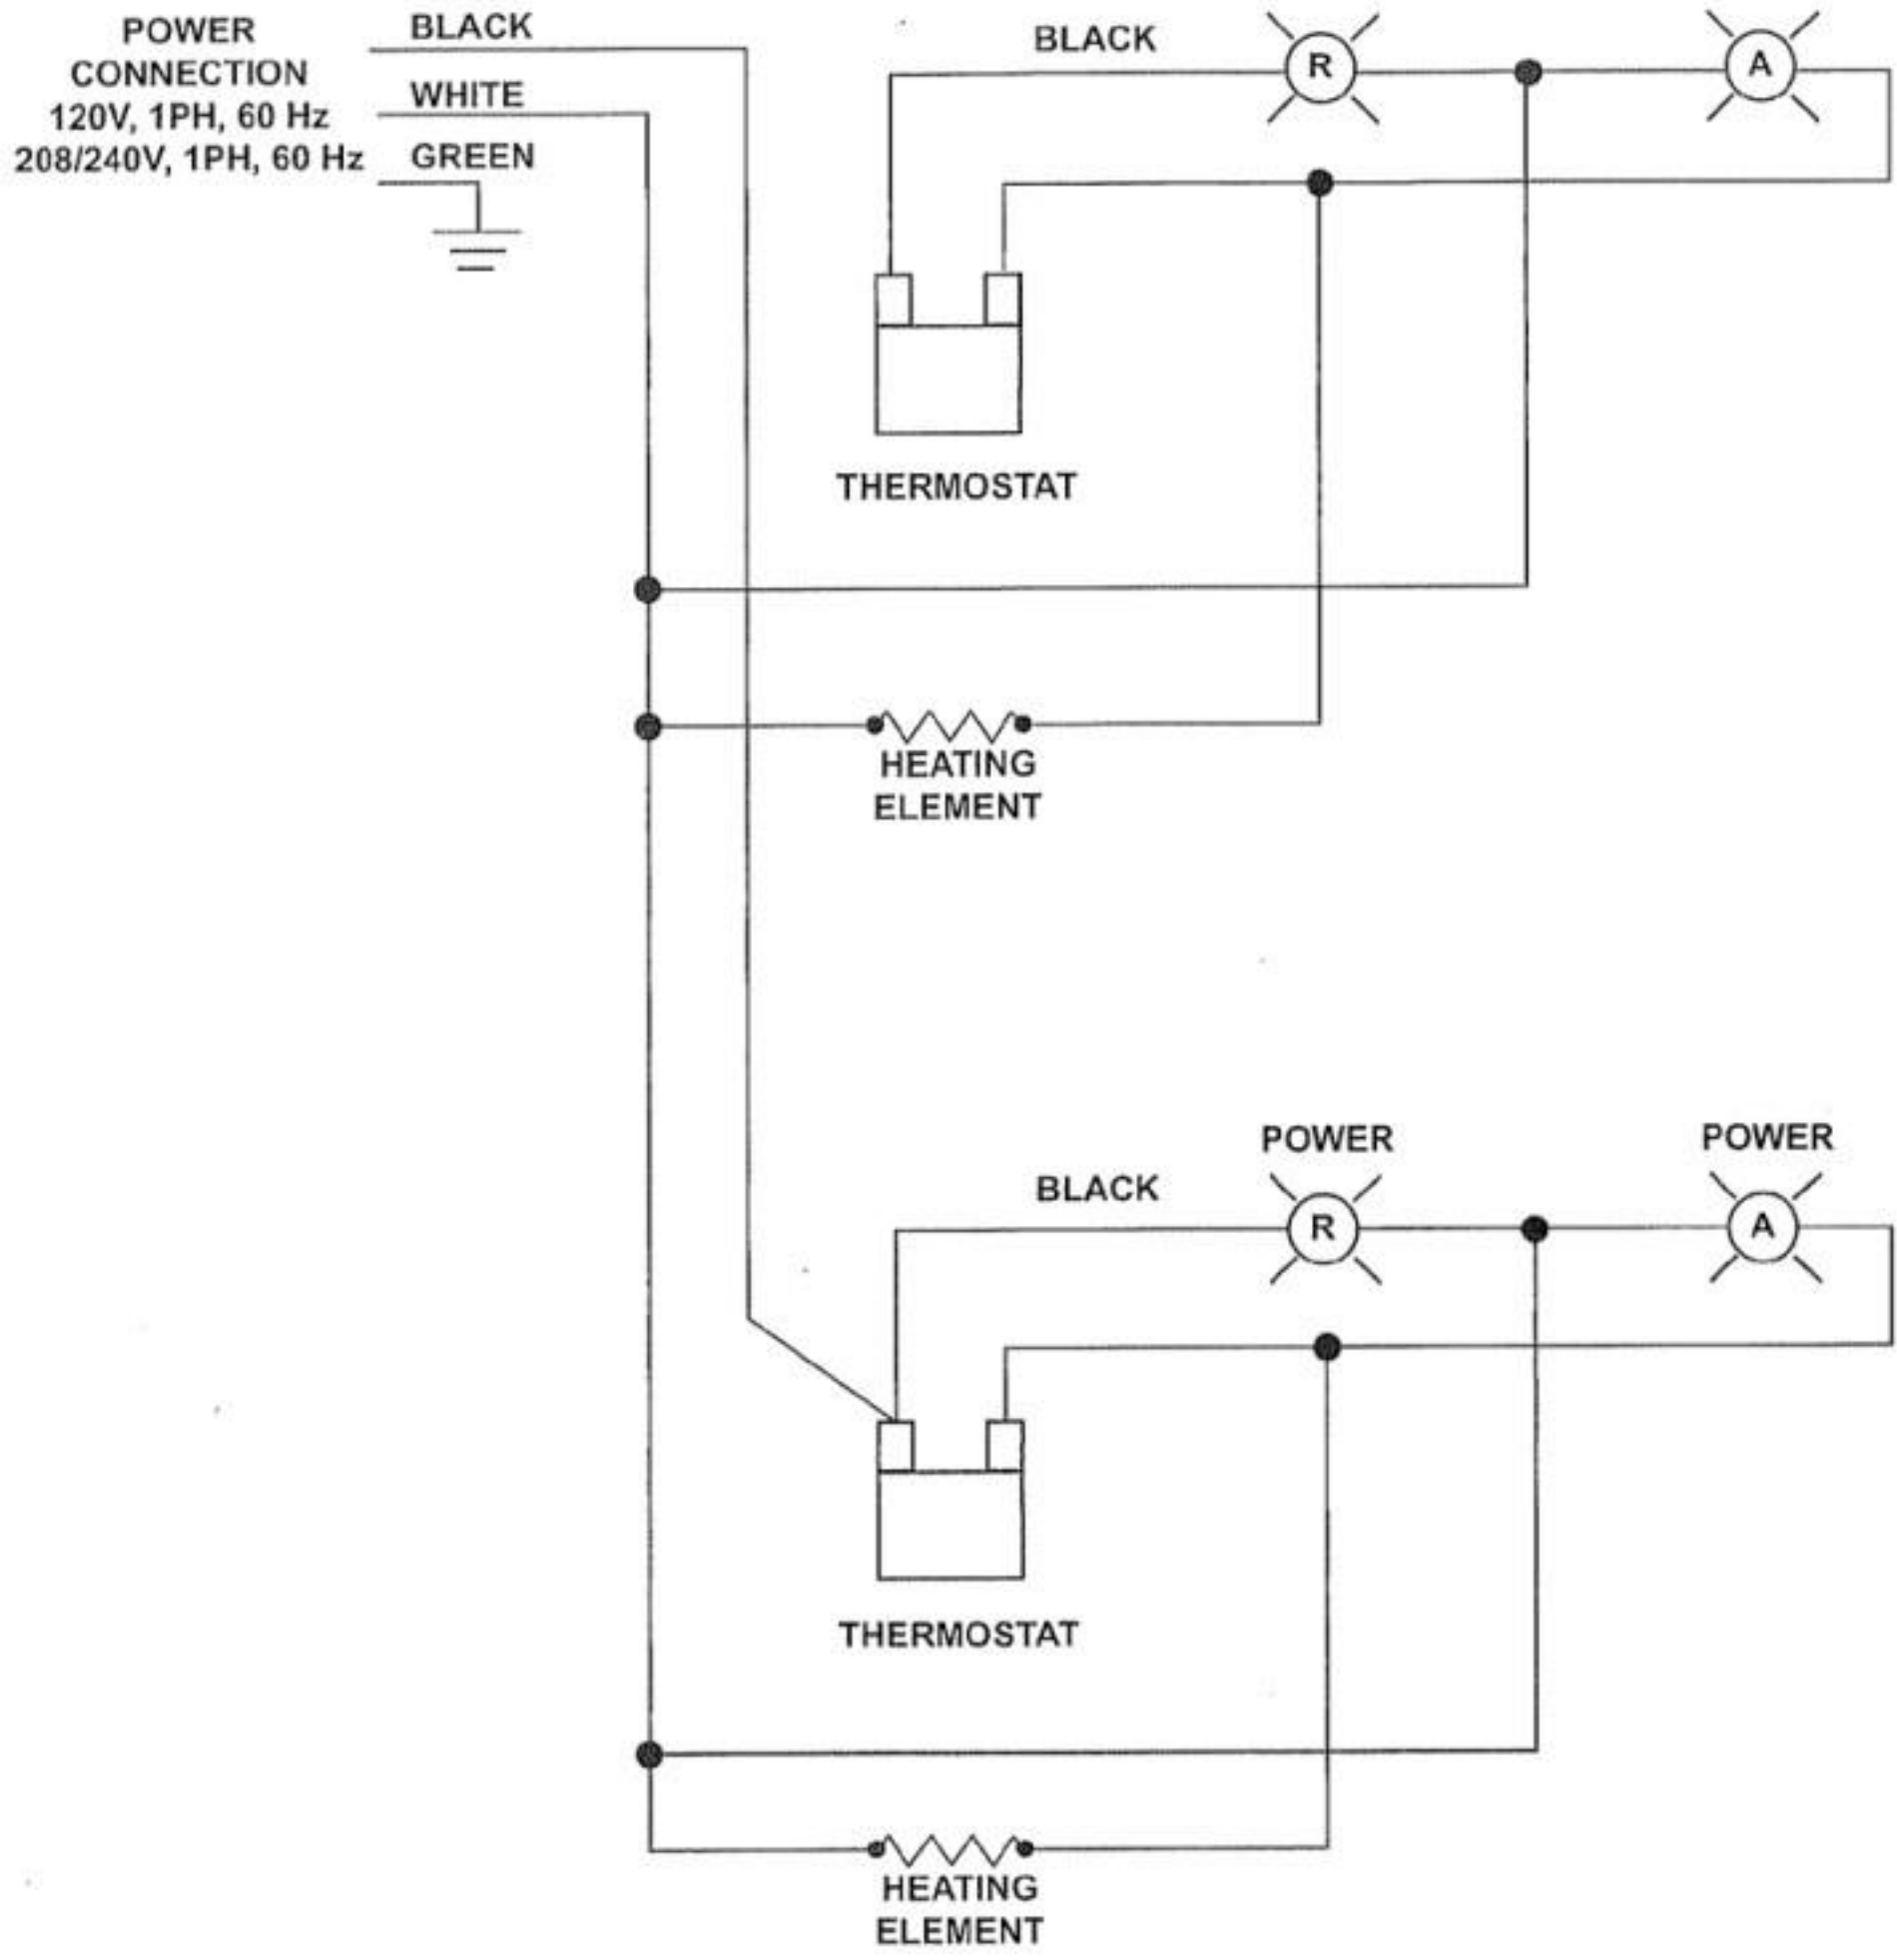 POWER
CONNECTION
120V, 1PH, 60 Hz
208/240V, 1PH, 60 Hz
BLACK
WHITE
GREEN
BLACK
R
A
THERMOSTAT
HEATING
ELEMENT
POWER
POWER
BLACK
R
A
THERMOSTAT
HEATING
ELEMENT